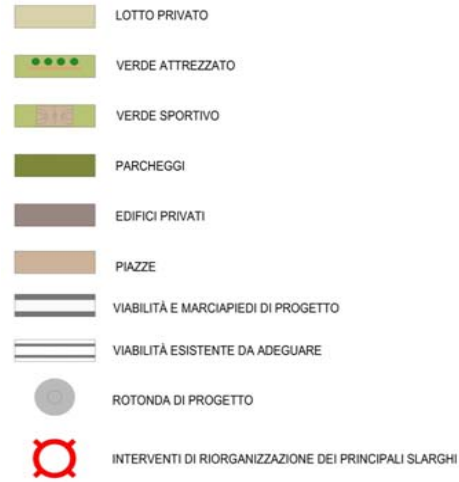 LOTTO PRIVATO
VERDE ATTREZZATO
VERDE SPORTIVO
PARCHEGGI
EDIFICI PRIVATI
PIAZZE
VIABILITÀ E MARCIAPIEDI DI PROGETTO
VIABILITÀ ESISTENTE DA ADEGUARE
ROTONDA DI PROGETTO
INTERVENTI DI RIORGANIZZAZIONE DEI PRINCIPALI SLARGHI